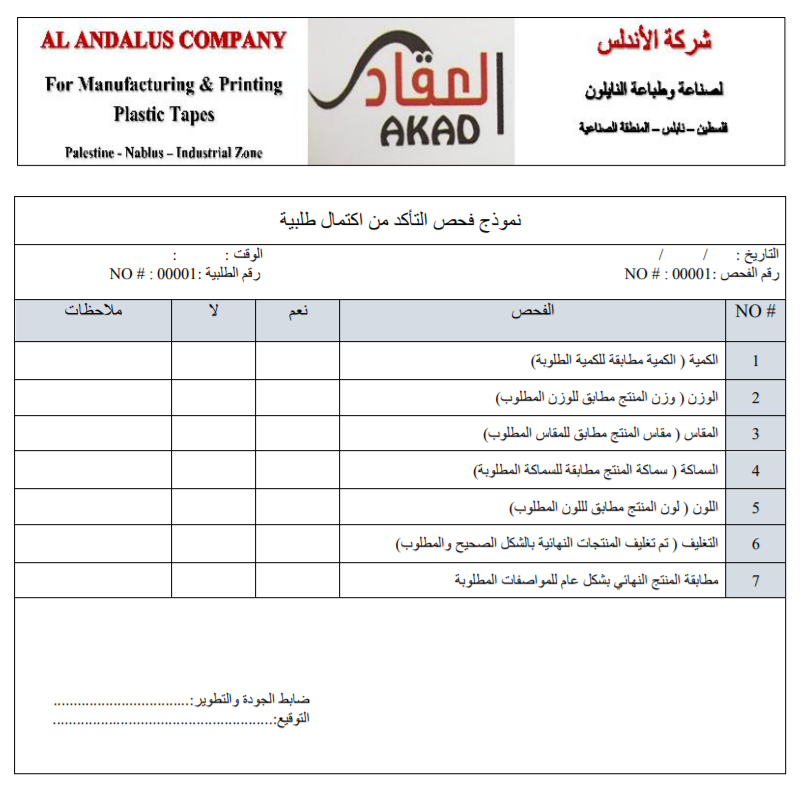 AL ANDALUS COMPANY
For Manufacturing & Printing
Plastic Tapes
Palestine - Nablus – Industrial Zone
العقاد
AKAD
شركة الأندلس
لصناعة وطباعة النايلون
فلسطين – نابلس – المنطقة الصناعية
نموذج فحص التأكد من اكتمال طلبية
التاريخ : / / الوقت : :
رقم الفحص :NO # : 00001 رقم الطلبية :NO # : 00001
NO # الفحص نعم لا ملاحظات
1 الكمية ( الكمية مطابقة للكمية الطلوبة)
2 الوزن ( وزن المنتج مطابق للوزن المطلوب)
3 المقاس ( مقاس المنتج مطابق للمقاس المطلوب)
4 السماكة ( سماكة المنتج مطابقة للسماكة المطلوبة)
5 اللون ( لون المنتج مطابق لللون المطلوب)
6 التغليف ( تم تغليف المنتجات النهائية بالشكل الصحيح والمطلوب)
7 مطابقة المنتج النهائي بشكل عام للمواصفات المطلوبة
ضابط الجودة والتطوير:..................................
التوقيع:.......................................................